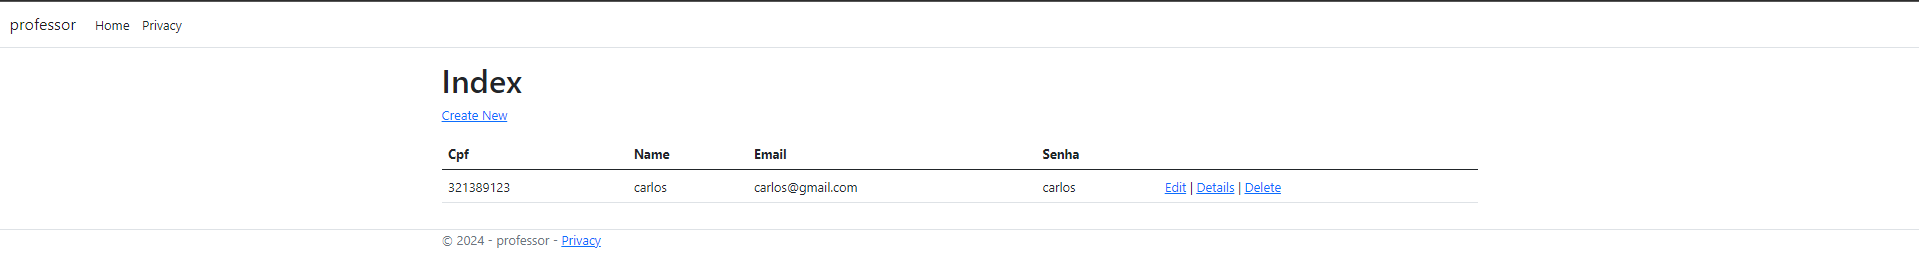 professor Home Privacy
Index
Create New
Cpf Name Email Senha
321389123 carlos carlos@gmail.com carlos Edit | Details | Delete
© 2024 - professor - Privacy